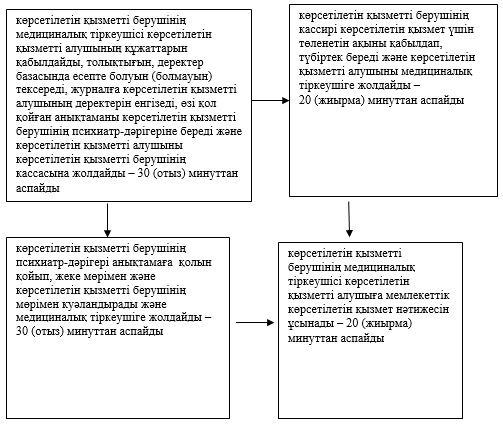 көрсетілетін қызметті берушінің
медициналық тіркеушісі көрсетілетін
қызметті алушының құжаттарын
қабылдайды, толықтығын, деректер
базасында есепте болуын (болмауын)
тексереді, журналға көрсетілетін қызметті
алушының деректерін енгізеді, өзі қол
қойған анықтаманы көрсетілетін қызметті
берушінің психиатр-дәрігеріне береді және
көрсетілетін қызметті алушыны
көрсетілетін қызметті берушінің
кассасына жолдайды – 30 (отыз) минуттан
аспайды
көрсетілетін қызметті берушінің
кассирі көрсетілетін қызмет үшін
төленетін ақыны қабылдап,
түбіртек береді және көрсетілетін
қызметті алушыны медициналық
тіркеушіге жолдайды –
20 (жиырма) минуттан аспайды
көрсетілетін қызметті берушінің
психиатр-дәрігері анықтамаға қолын
қойып, жеке мөрімен және
көрсетілетін қызметті берушінің
мөрімен куәландырады және
медициналық тіркеушіге жолдайды –
30 (отыз) минуттан аспайды
көрсетілетін қызметті
берушінің медициналық
тіркеушісі көрсетілетін
қызметті алушыға мемлекеттік
көрсетілетін қызмет нәтижесін
ұсынады – 20 (жиырма)
минуттан аспайды